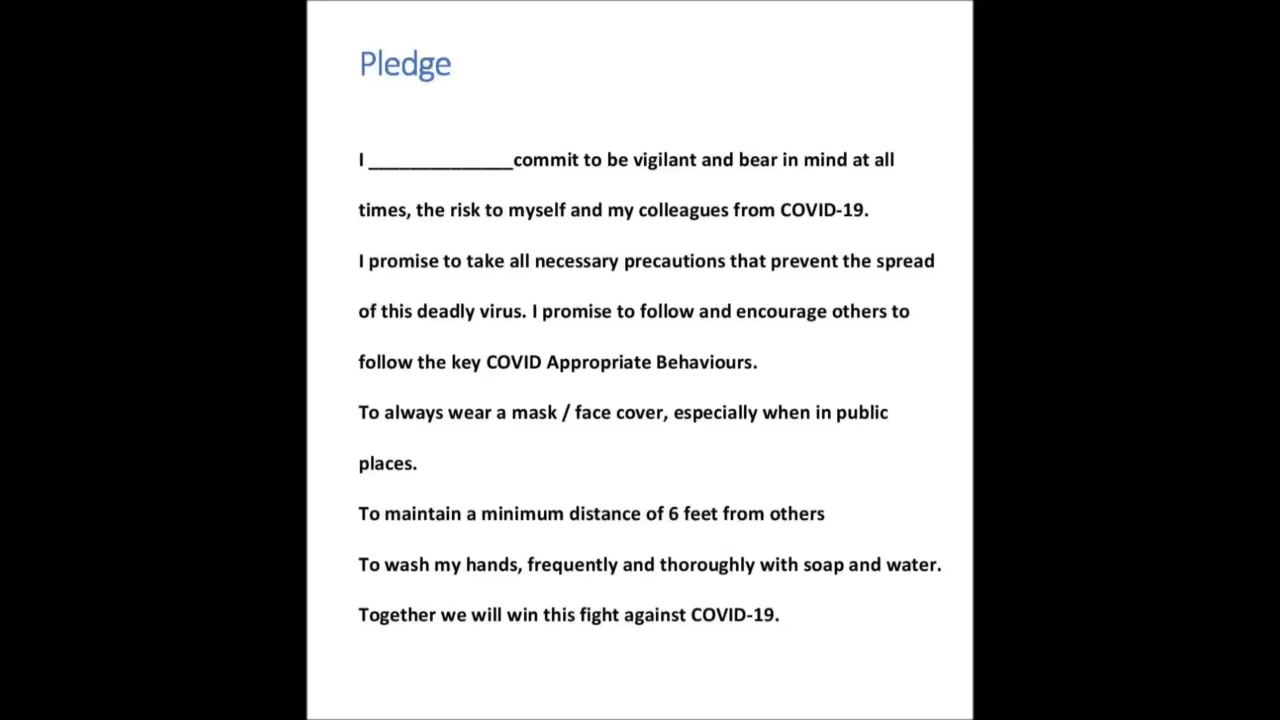 Pledge
I ______________commit to be vigilant and bear in mind at all
times, the risk to myself and my colleagues from COVID-19.
I promise to take all necessary precautions that prevent the spread
of this deadly virus. I promise to follow and encourage others to
follow the key COVID Appropriate Behaviours.
To always wear a mask / face cover, especially when in public
places.
To maintain a minimum distance of 6 feet from others
To wash my hands, frequently and thoroughly with soap and water.
Together we will win this fight against COVID-19.